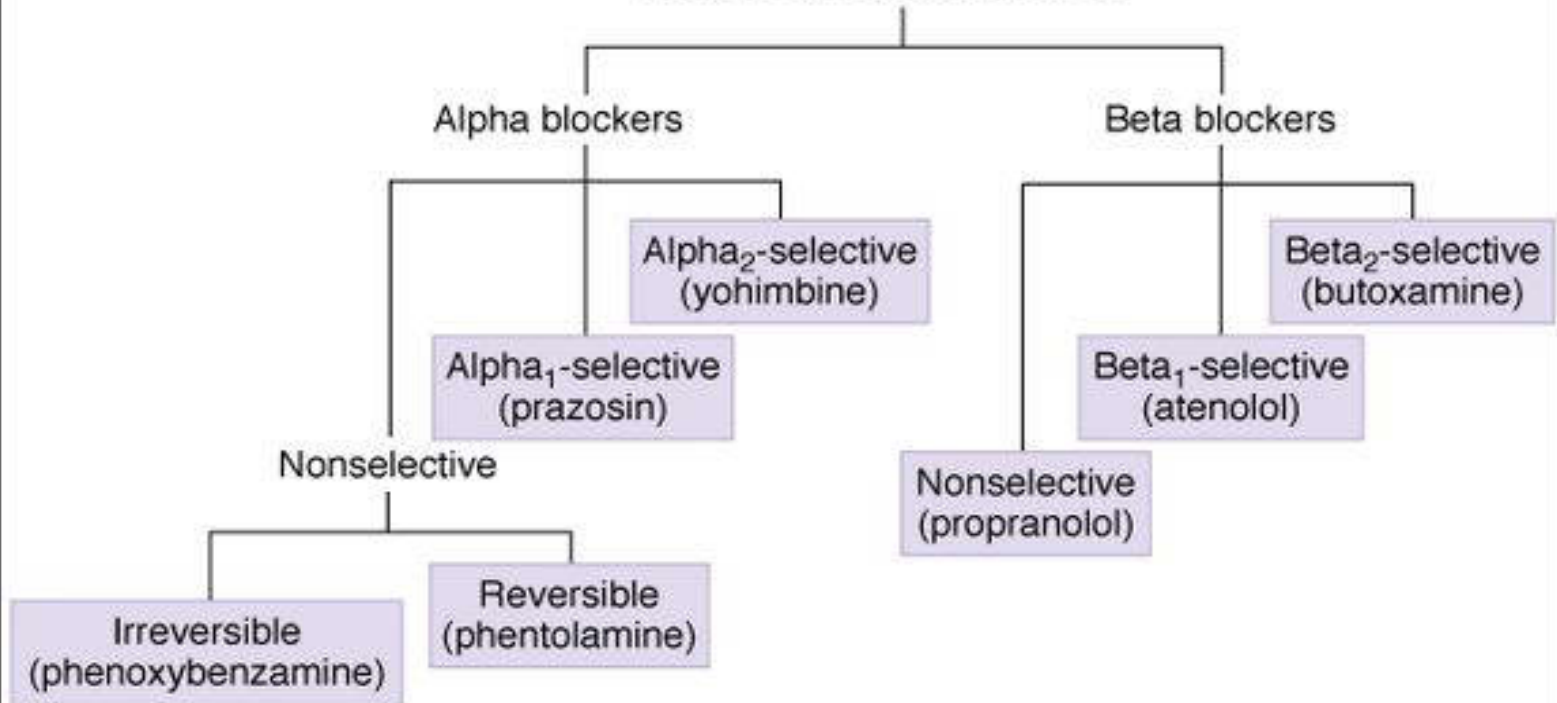 Alpha blockers
Beta blockers
Alpha₂-selective
(yohimbine)
Beta₂-selective
(butoxamine)
Alpha₁-selective
(prazosin)
Beta₁-selective
(atenolol)
Nonselective
Nonselective
(propranolol)
Irreversible
(phenoxybenzamine)
Reversible
(phentolamine)